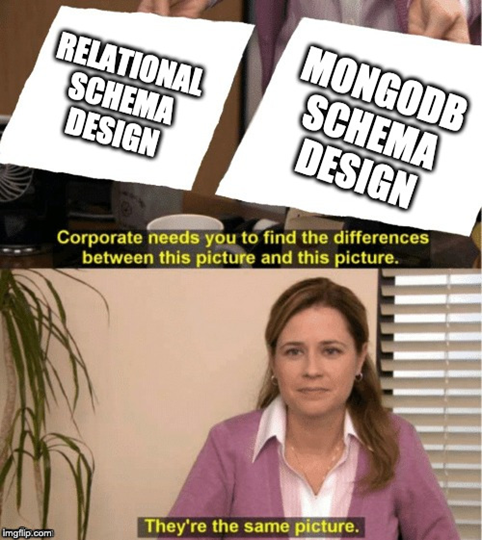 RELATIONAL
SCHEMA
DESIGN
MONGODB
SCHEMA
DESIGN
Corporate needs you to find the differences
between this picture and this picture.
They're the same picture.
imgflip.com